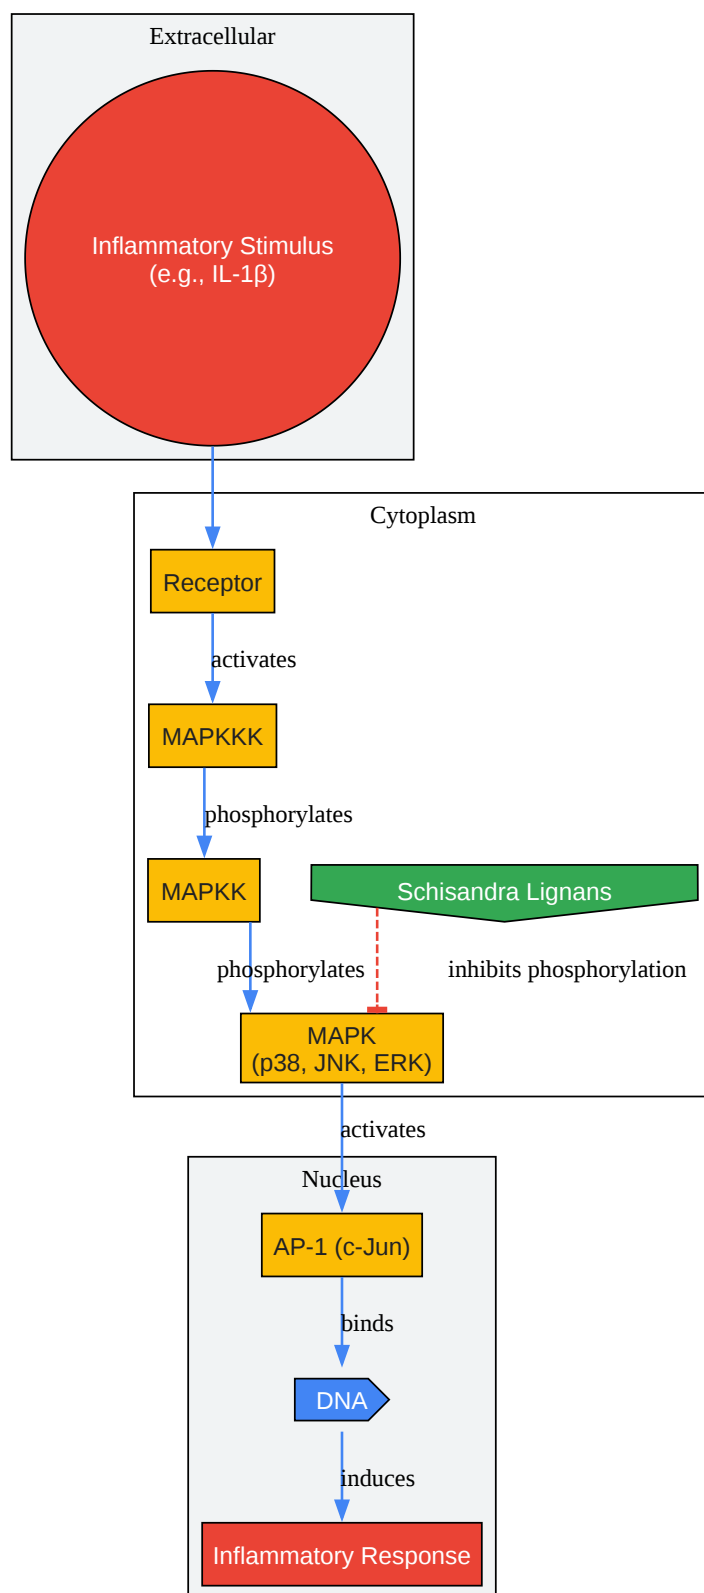 Extracellular
Inflammatory Stimulus
(e.g., IL-1β)
Cytoplasm
Receptor
activates
MAPKKK
phosphorylates
MAPKK
Schisandra Lignans
phosphorylates
inhibits phosphorylation
MAPK
(p38, JNK, ERK)
activates
Nucleus
AP-1 (c-Jun)
binds
DNA
induces
Inflammatory Response